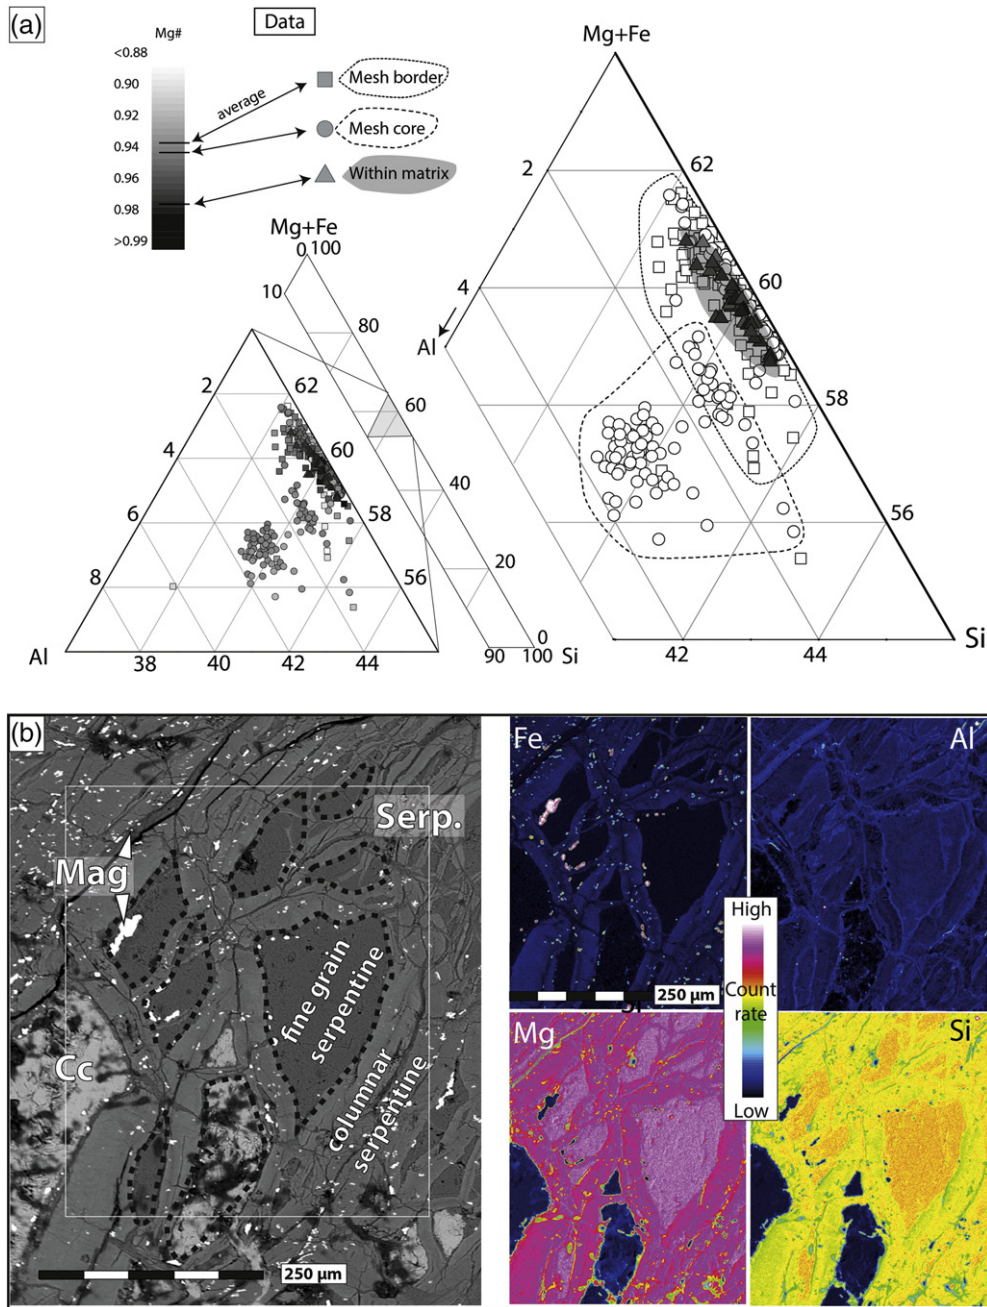 (a)
Mg#
Data
<0.88
0.90
0.92
0.94
0.96
0.98
>0.99
average
Mesh border
Mesh core
Within matrix
Mg+Fe
2
62
4
60
Al
58
56
42
44
Si
Mg+Fe
0
100
10
80
60
40
20
0
90
100
Si
2
62
4
60
6
58
8
56
Al
38
40
42
44
(b)
Serp.
Mag
fine grain
serpentine
columnar
serpentine
Cc
250 µm
Fe
Al
250 µm
High
Count
rate
Low
Mg
Si